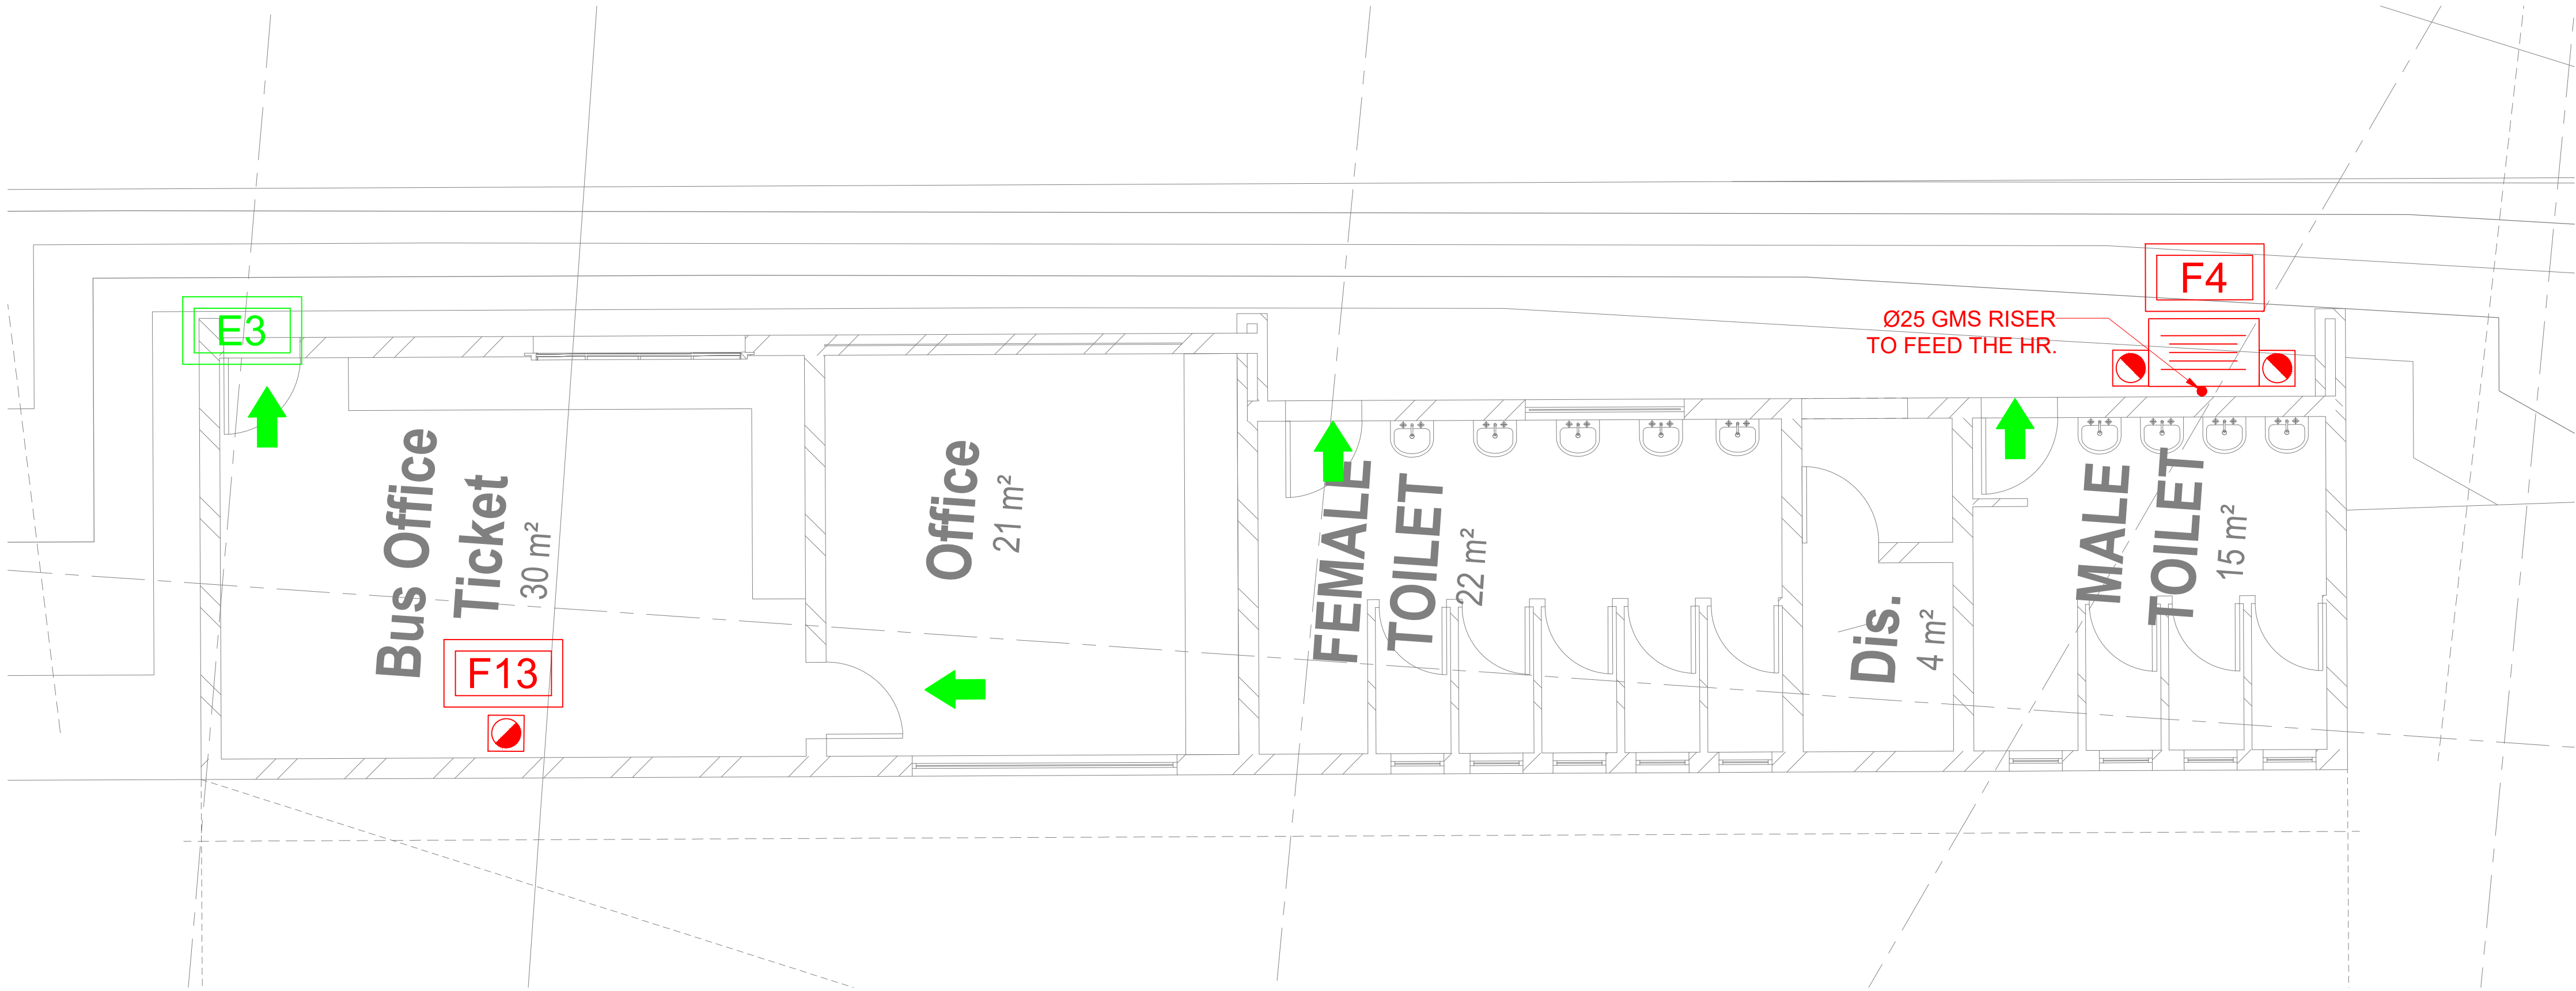 E3
Bus Office
Ticket
30 m²
F13
Office
21 m²
FEMALE
TOILET
22 m²
Dis.
4 m²
MALE
TOILET
15 m²
F4
Ø25 GMS RISER
TO FEED THE HR.